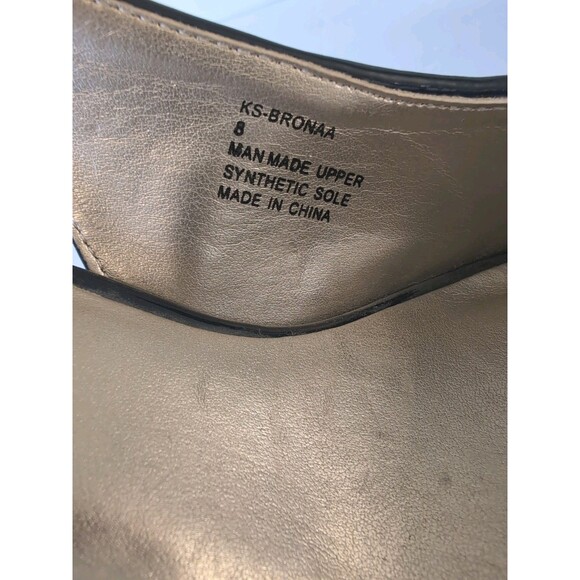 KS-BRONAA
8
MAN MADE UPPER
SYNTHETIC SOLE
MADE IN CHINA